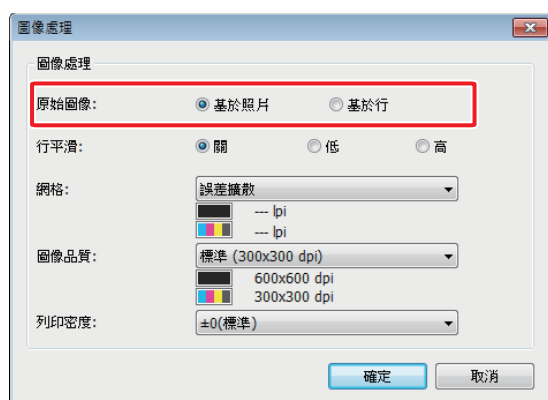 圖像處理
圖像處理
原始圖像: 基於照片 基於行
行平滑: 關 低 高
網格: 誤差擴散
--- lpi
--- lpi
圖像品質: 標準 (300x300 dpi)
600x600 dpi
300x300 dpi
列印密度: ±0(標準)
確定 取消